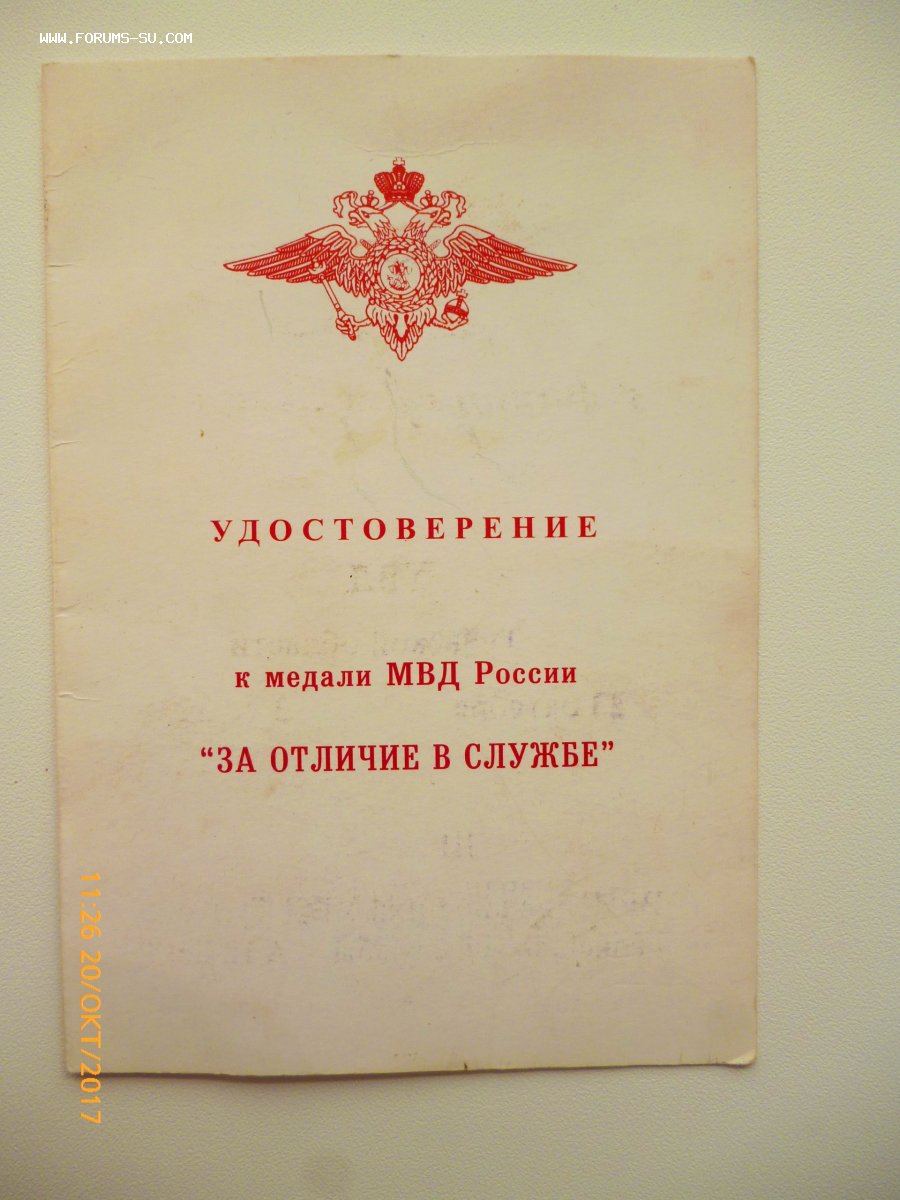 WWW.FORUMS-SU.COM
УДОСТОВЕРЕНИЕ
к медали МВД России
“ЗА ОТЛИЧИЕ В СЛУЖБЕ”
11:26 20/ОКТ/2017